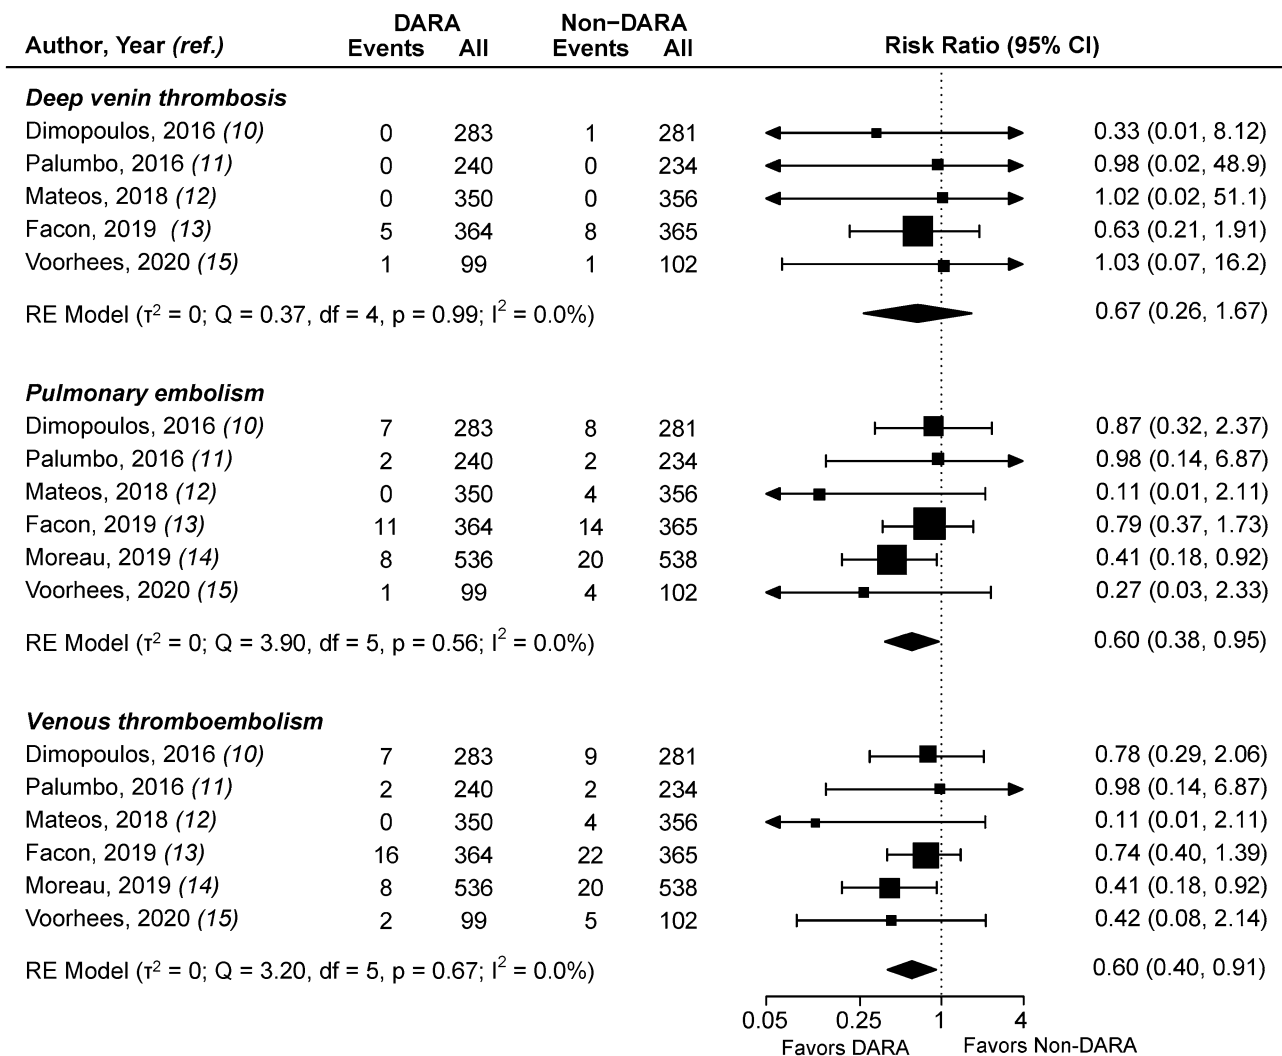 DARA Non−DARA
Author, Year (ref.) Events All Events All Risk Ratio (95% CI)
Deep venin thrombosis
Dimopoulos, 2016 (10) 0 283 1 281 0.33 (0.01, 8.12)
Palumbo, 2016 (11) 0 240 0 234 0.98 (0.02, 48.9)
Mateos, 2018 (12) 0 350 0 356 1.02 (0.02, 51.1)
Facon, 2019 (13) 5 364 8 365 0.63 (0.21, 1.91)
Voorhees, 2020 (15) 1 99 1 102 1.03 (0.07, 16.2)
RE Model (τ² = 0; Q = 0.37, df = 4, p = 0.99; I² = 0.0%) 0.67 (0.26, 1.67)
Pulmonary embolism
Dimopoulos, 2016 (10) 7 283 8 281 0.87 (0.32, 2.37)
Palumbo, 2016 (11) 2 240 2 234 0.98 (0.14, 6.87)
Mateos, 2018 (12) 0 350 4 356 0.11 (0.01, 2.11)
Facon, 2019 (13) 11 364 14 365 0.79 (0.37, 1.73)
Moreau, 2019 (14) 8 536 20 538 0.41 (0.18, 0.92)
Voorhees, 2020 (15) 1 99 4 102 0.27 (0.03, 2.33)
RE Model (τ² = 0; Q = 3.90, df = 5, p = 0.56; I² = 0.0%) 0.60 (0.38, 0.95)
Venous thromboembolism
Dimopoulos, 2016 (10) 7 283 9 281 0.78 (0.29, 2.06)
Palumbo, 2016 (11) 2 240 2 234 0.98 (0.14, 6.87)
Mateos, 2018 (12) 0 350 4 356 0.11 (0.01, 2.11)
Facon, 2019 (13) 16 364 22 365 0.74 (0.40, 1.39)
Moreau, 2019 (14) 8 536 20 538 0.41 (0.18, 0.92)
Voorhees, 2020 (15) 2 99 5 102 0.42 (0.08, 2.14)
RE Model (τ² = 0; Q = 3.20, df = 5, p = 0.67; I² = 0.0%) 0.60 (0.40, 0.91)
0.05 0.25 1 4
Favors DARA Favors Non−DARA